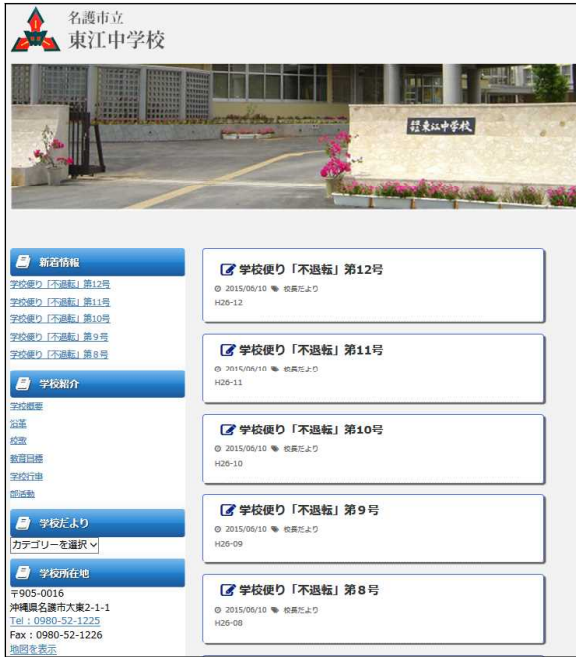 名護市立
東江中学校
東江中学校
新着情報
学校便り「不退転」第12号
学校便り「不退転」第11号
学校便り「不退転」第10号
学校便り「不退転」第９号
学校便り「不退転」第８号
学校紹介
学校概要
沿革
校歌
教育目標
学校行事
部活動
学校だより
カテゴリーを選択
学校所在地
〒905-0016
沖縄県名護市大東2-1-1
Tel：0980-52-1225
Fax：0980-52-1226
地図を表示
学校便り「不退転」第12号
2015/06/10 校長だより
H26-12
学校便り「不退転」第11号
2015/06/10 校長だより
H26-11
学校便り「不退転」第10号
2015/06/10 校長だより
H26-10
学校便り「不退転」第９号
2015/06/10 校長だより
H26-09
学校便り「不退転」第８号
2015/06/10 校長だより
H26-08